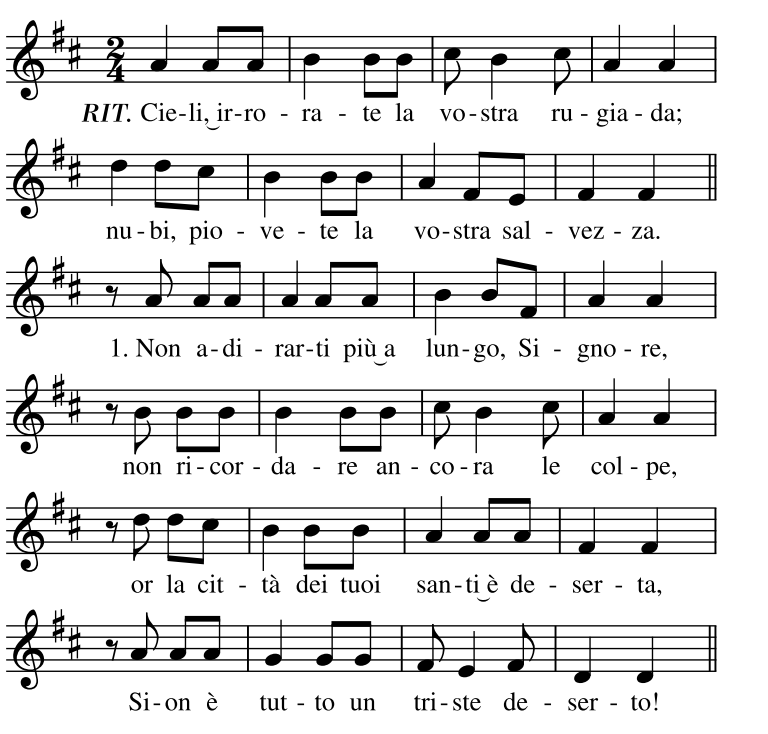 2 4
RIT. Cie-li, ir-ro - ra - te la vo-stra ru - gia - da;
nu - bi, pio - ve - te la vo-stra sal - vez - za.
1. Non a-di - rar-ti più a lun-go, Si - gno - re,
non ri-cor - da - re an - co-ra le col - pe,
or la cit - tà dei tuoi san-ti è de - ser - ta,
Si-on è tut - to un tri-ste de - ser - to!